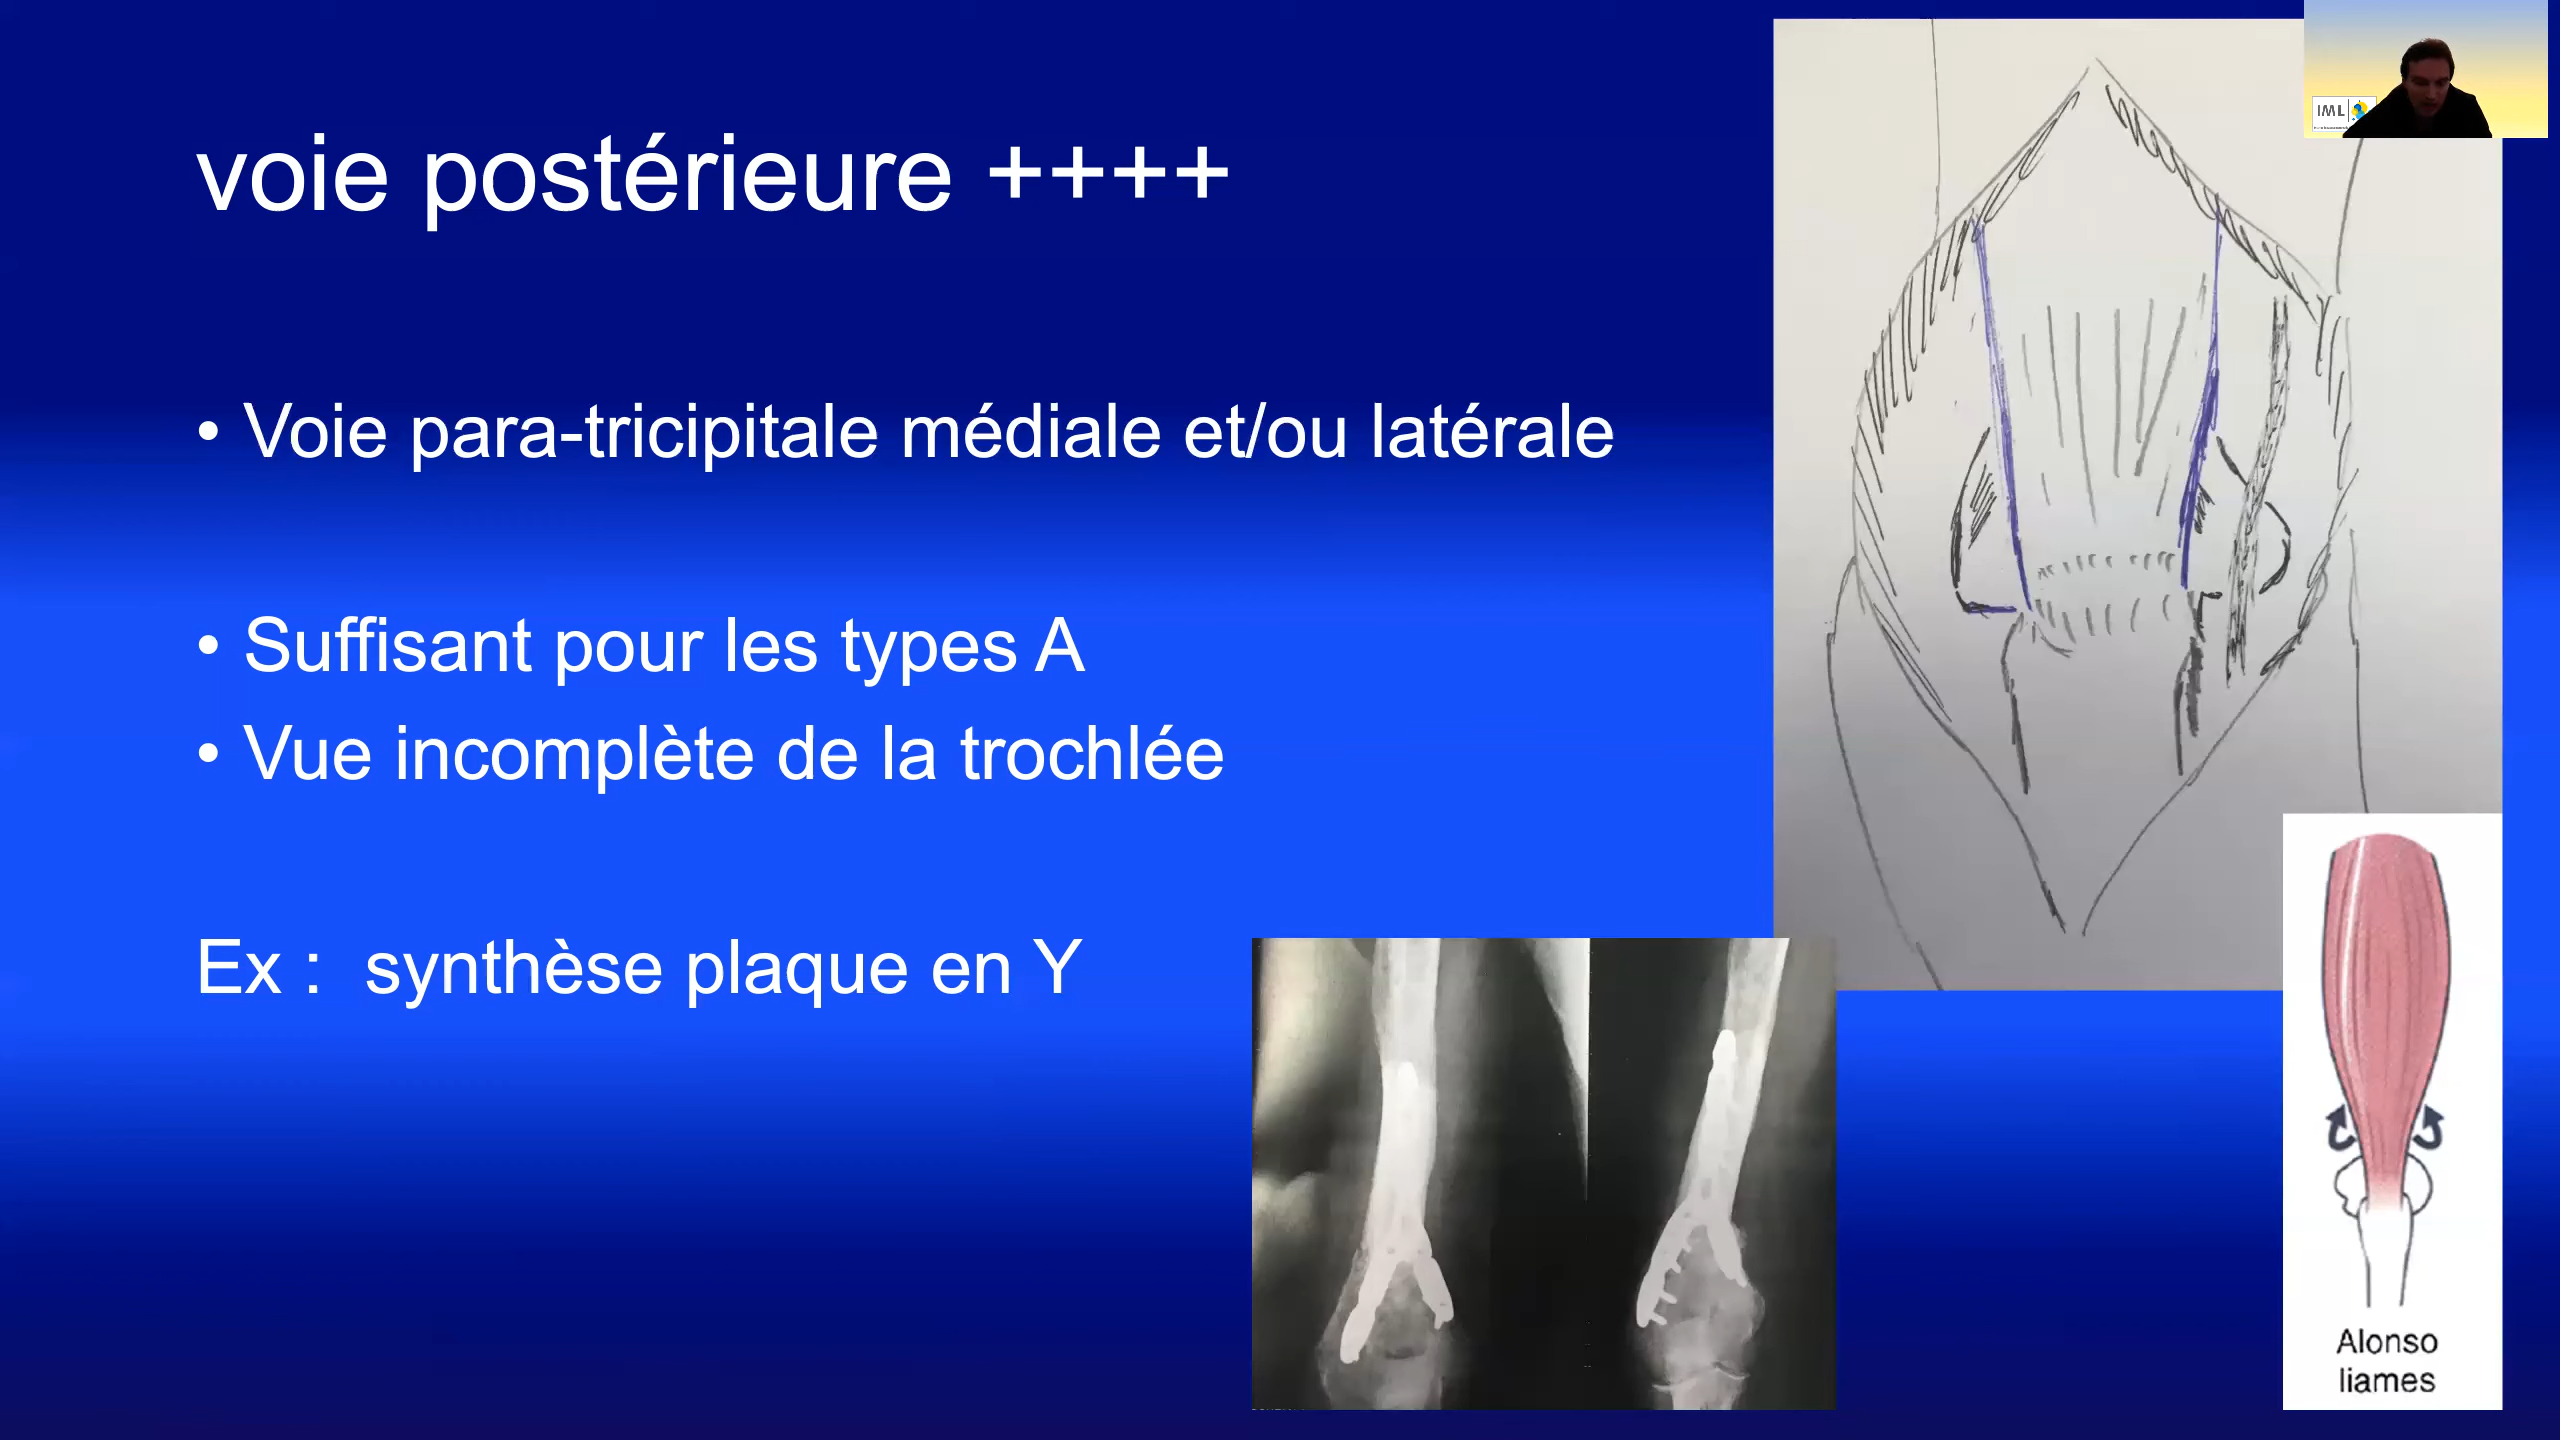 voie postérieure ++++
• Voie para-tricipitale médiale et/ou latérale
• Suffisant pour les types A
• Vue incomplète de la trochlée
Ex : synthèse plaque en Y
IML
Alonso
liames